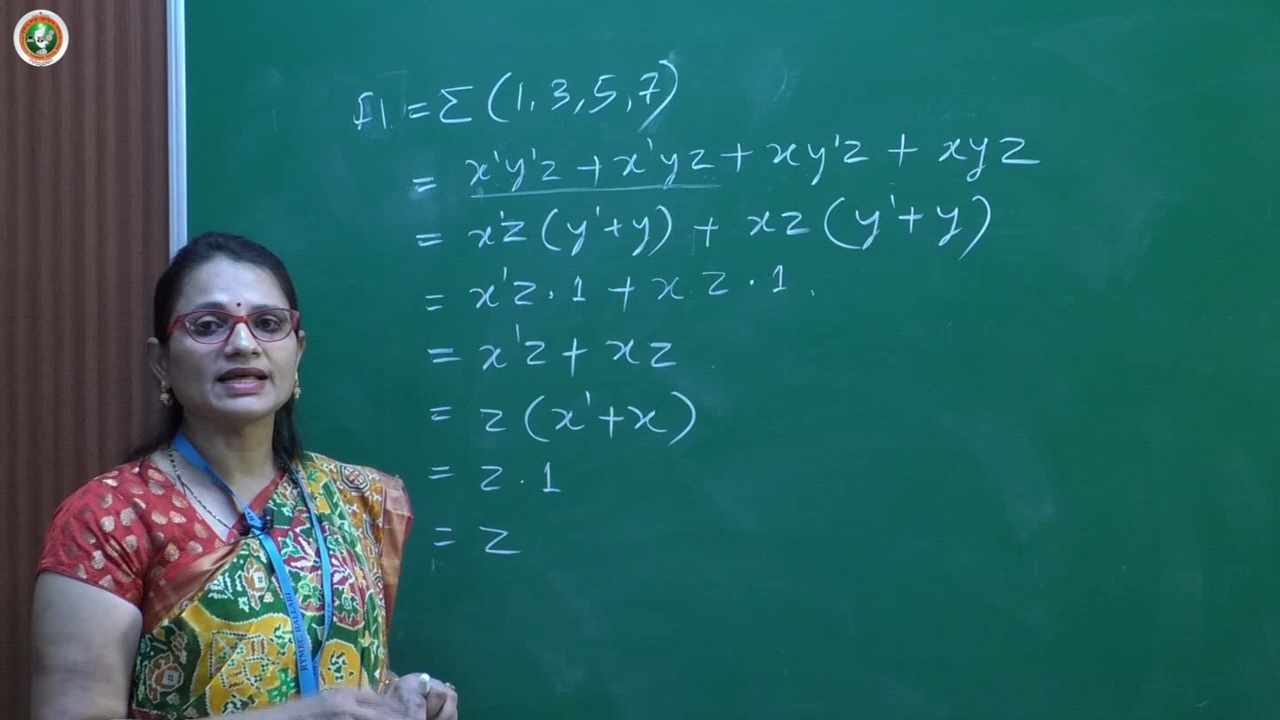 f1 = Σ (1, 3, 5, 7)
= x'y'z + x'yz + xy'z + xyz
= x'z (y'+y) + xz (y'+y)
= x'z · 1 + xz · 1 .
= x'z + xz
= z (x'+x)
= z · 1
= z